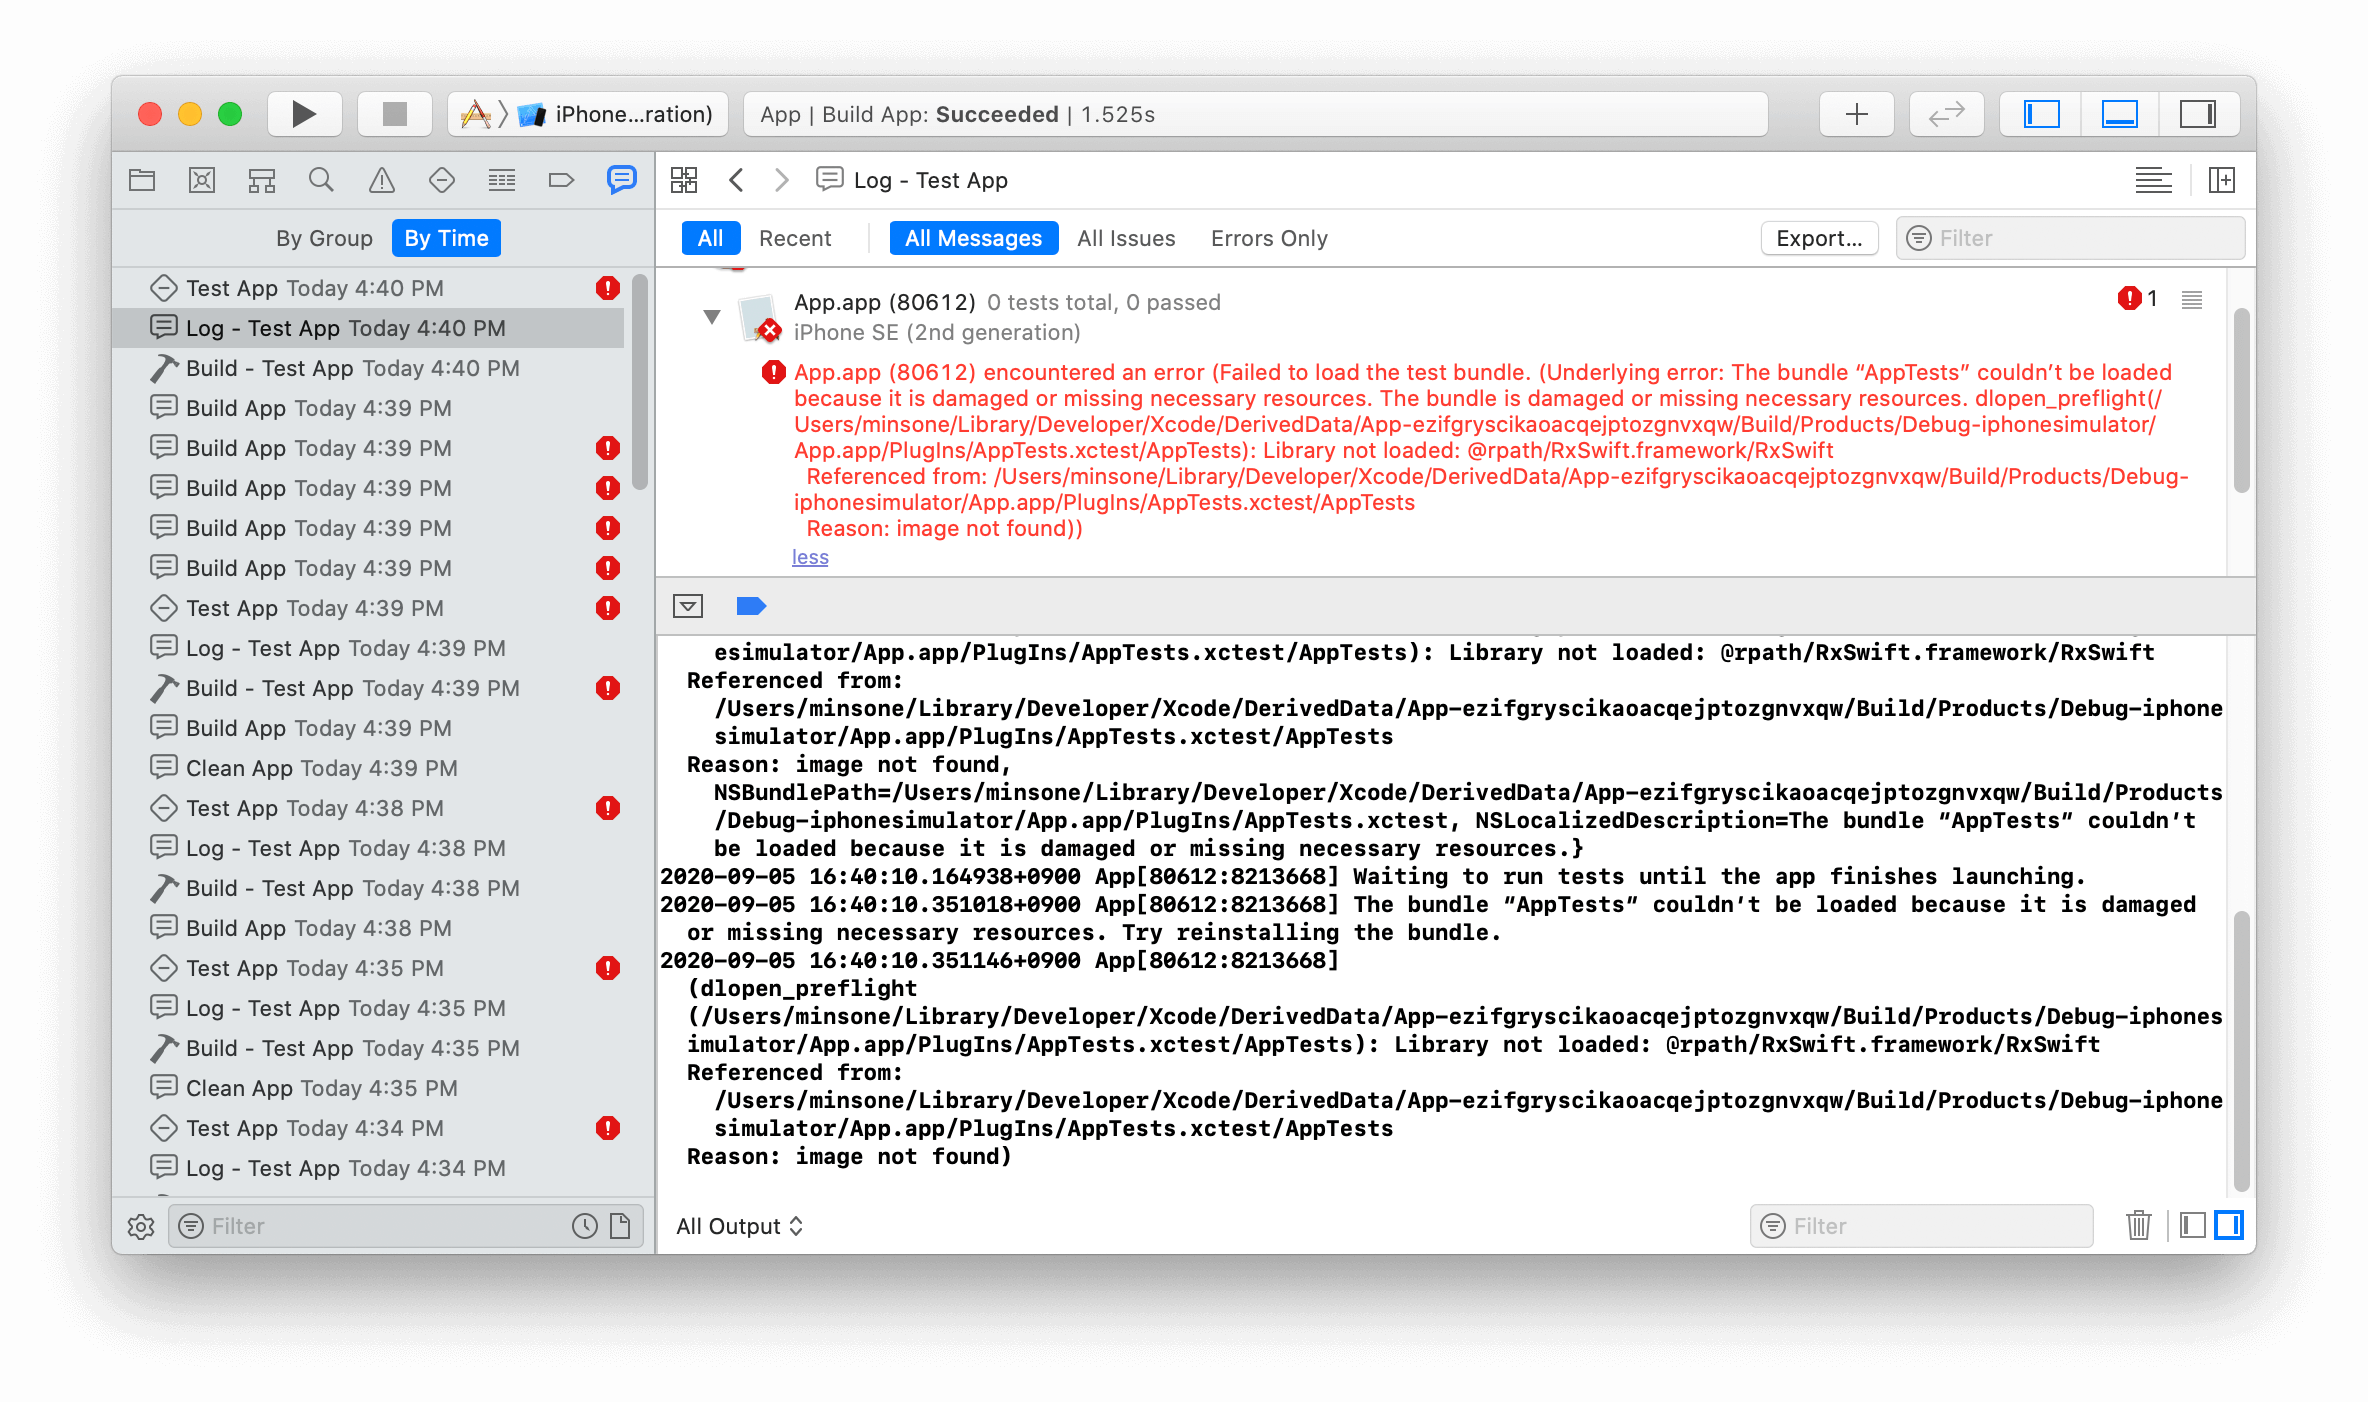 iPhone...ration)
App | Build App: Succeeded | 1.525s
Log - Test App
By Group By Time
All Recent All Messages All Issues Errors Only Export... Filter
Test App Today 4:40 PM
Log - Test App Today 4:40 PM
Build - Test App Today 4:40 PM
Build App Today 4:39 PM
Build App Today 4:39 PM
Build App Today 4:39 PM
Build App Today 4:39 PM
Build App Today 4:39 PM
Test App Today 4:39 PM
Log - Test App Today 4:39 PM
Build - Test App Today 4:39 PM
Build App Today 4:39 PM
Clean App Today 4:39 PM
Test App Today 4:38 PM
Log - Test App Today 4:38 PM
Build - Test App Today 4:38 PM
Build App Today 4:38 PM
Test App Today 4:35 PM
Log - Test App Today 4:35 PM
Build - Test App Today 4:35 PM
Clean App Today 4:35 PM
Test App Today 4:34 PM
Log - Test App Today 4:34 PM
Filter
App.app (80612) 0 tests total, 0 passed
1
iPhone SE (2nd generation)
App.app (80612) encountered an error (Failed to load the test bundle. (Underlying error: The bundle “AppTests” couldn’t be loaded
because it is damaged or missing necessary resources. The bundle is damaged or missing necessary resources. dlopen_preflight(/
Users/minsone/Library/Developer/Xcode/DerivedData/App-ezifgryscikaoacqejptozgnvxqw/Build/Products/Debug-iphonesimulator/
App.app/PlugIns/AppTests.xctest/AppTests): Library not loaded: @rpath/RxSwift.framework/RxSwift
Referenced from: /Users/minsone/Library/Developer/Xcode/DerivedData/App-ezifgryscikaoacqejptozgnvxqw/Build/Products/Debug-
iphonesimulator/App.app/PlugIns/AppTests.xctest/AppTests
Reason: image not found))
less
esimulator/App.app/PlugIns/AppTests.xctest/AppTests): Library not loaded: @rpath/RxSwift.framework/RxSwift
Referenced from:
/Users/minsone/Library/Developer/Xcode/DerivedData/App-ezifgryscikaoacqejptozgnvxqw/Build/Products/Debug-iphone
simulator/App.app/PlugIns/AppTests.xctest/AppTests
Reason: image not found,
NSBundlePath=/Users/minsone/Library/Developer/Xcode/DerivedData/App-ezifgryscikaoacqejptozgnvxqw/Build/Products
/Debug-iphonesimulator/App.app/PlugIns/AppTests.xctest, NSLocalizedDescription=The bundle “AppTests” couldn’t
be loaded because it is damaged or missing necessary resources.}
2020-09-05 16:40:10.164938+0900 App[80612:8213668] Waiting to run tests until the app finishes launching.
2020-09-05 16:40:10.351018+0900 App[80612:8213668] The bundle “AppTests” couldn’t be loaded because it is damaged
or missing necessary resources. Try reinstalling the bundle.
2020-09-05 16:40:10.351146+0900 App[80612:8213668]
(dlopen_preflight
(/Users/minsone/Library/Developer/Xcode/DerivedData/App-ezifgryscikaoacqejptozgnvxqw/Build/Products/Debug-iphones
imulator/App.app/PlugIns/AppTests.xctest/AppTests): Library not loaded: @rpath/RxSwift.framework/RxSwift
Referenced from:
/Users/minsone/Library/Developer/Xcode/DerivedData/App-ezifgryscikaoacqejptozgnvxqw/Build/Products/Debug-iphone
simulator/App.app/PlugIns/AppTests.xctest/AppTests
Reason: image not found)
All Output
Filter